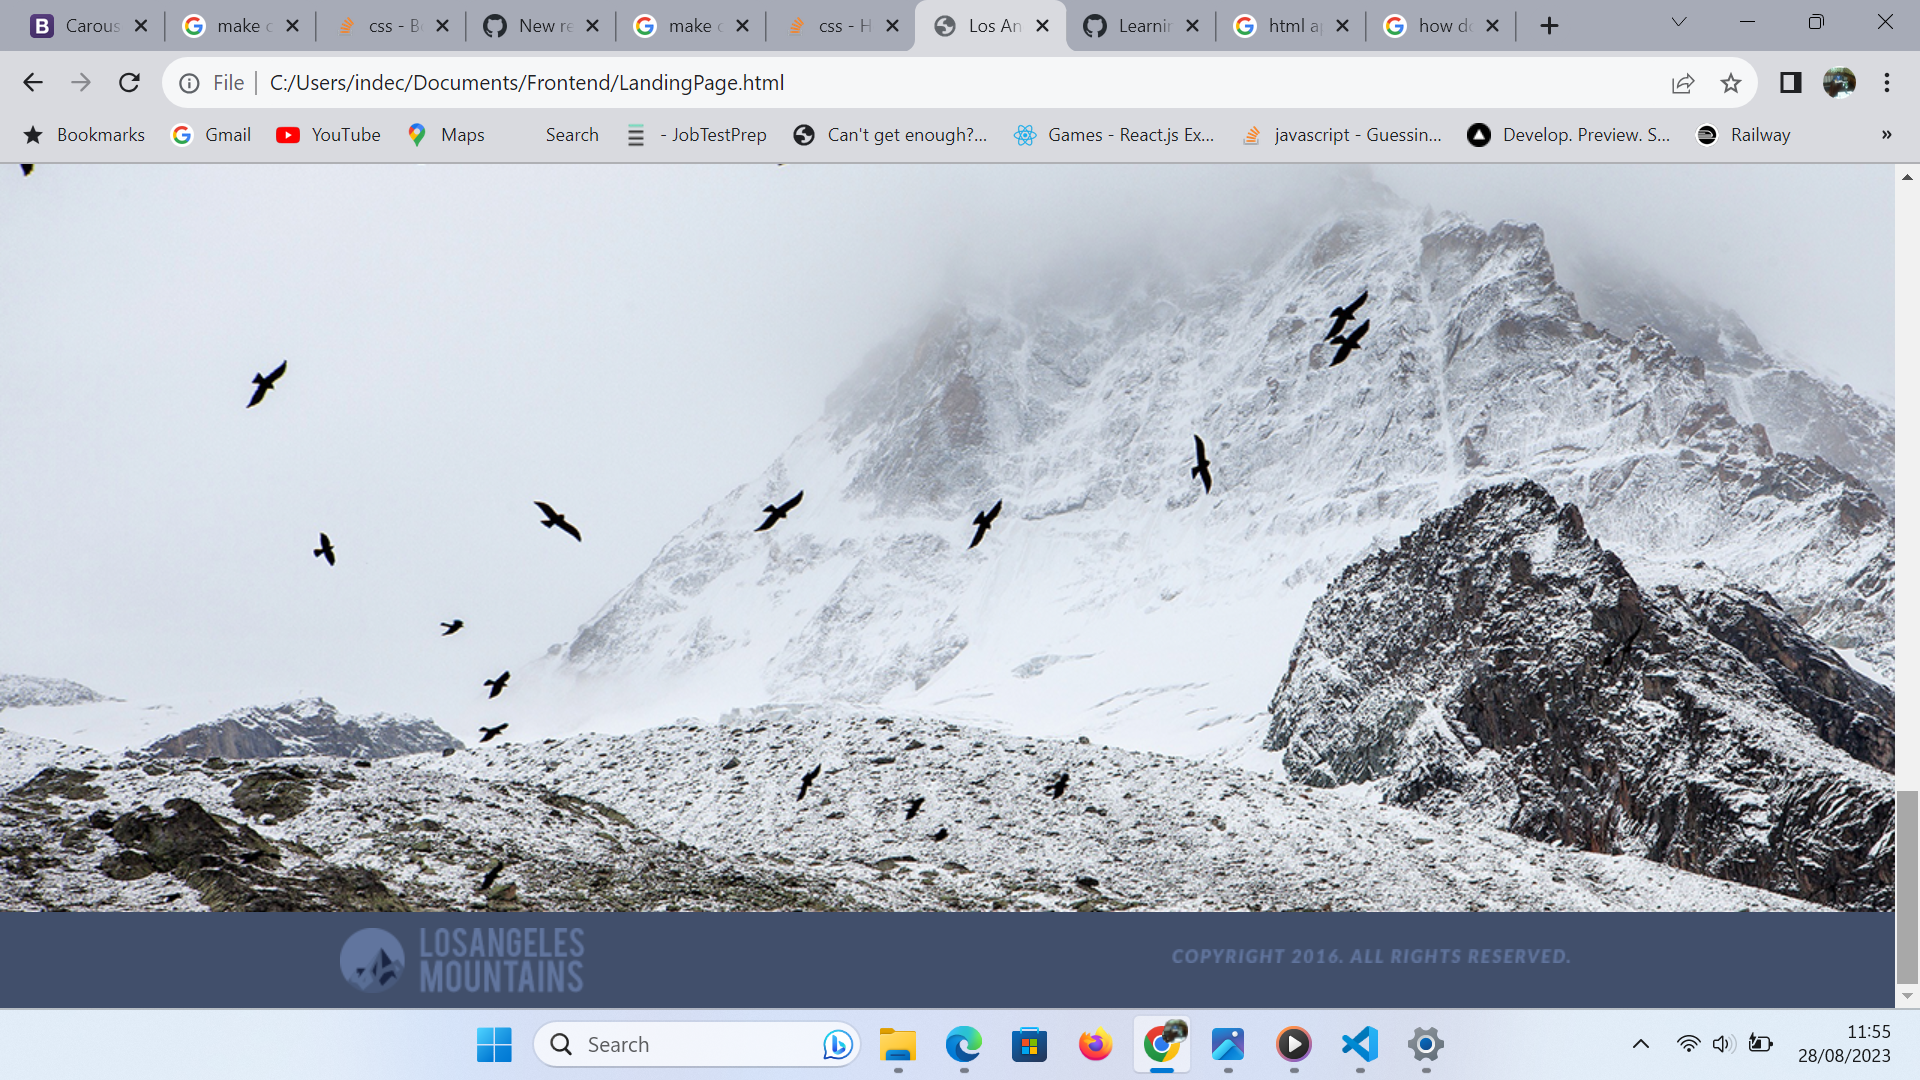 Carous
make c
css - Be
New re
make c
css - H
Los An
Learnin
html ap
how do
File
C:/Users/indec/Documents/Frontend/LandingPage.html
Bookmarks
Gmail
YouTube
Maps
Search
- JobTestPrep
Can't get enough?...
Games - React.js Ex...
javascript - Guessin...
Develop. Preview. S...
Railway
»
LOSANGELES
MOUNTAINS
COPYRIGHT 2016. ALL RIGHTS RESERVED.
Search
11:55
28/08/2023